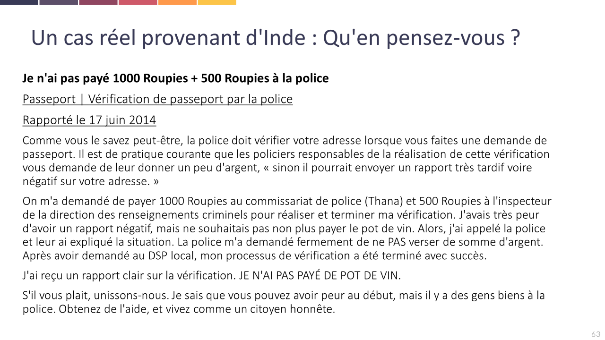 Un cas réel provenant d'Inde : Qu'en pensez-vous ?
Je n'ai pas payé 1000 Roupies + 500 Roupies à la police
Passeport | Vérification de passeport par la police
Rapporté le 17 juin 2014
Comme vous le savez peut-être, la police doit vérifier votre adresse lorsque vous faites une demande de
passeport. Il est de pratique courante que les policiers responsables de la réalisation de cette vérification
vous demande de leur donner un peu d'argent, « sinon il pourrait envoyer un rapport très tardif voire
négatif sur votre adresse. »
On m'a demandé de payer 1000 Roupies au commissariat de police (Thana) et 500 Roupies à l'inspecteur
de la direction des renseignements criminels pour réaliser et terminer ma vérification. J'avais très peur
d'avoir un rapport négatif, mais ne souhaitais pas non plus payer le pot de vin. Alors, j'ai appelé la police
et leur ai expliqué la situation. La police m'a demandé fermement de ne PAS verser de somme d'argent.
Après avoir demandé au DSP local, mon processus de vérification a été terminé avec succès.
J'ai reçu un rapport clair sur la vérification. JE N'AI PAS PAYÉ DE POT DE VIN.
S'il vous plait, unissons-nous. Je sais que vous pouvez avoir peur au début, mais il y a des gens biens à la
police. Obtenez de l'aide, et vivez comme un citoyen honnête.
63